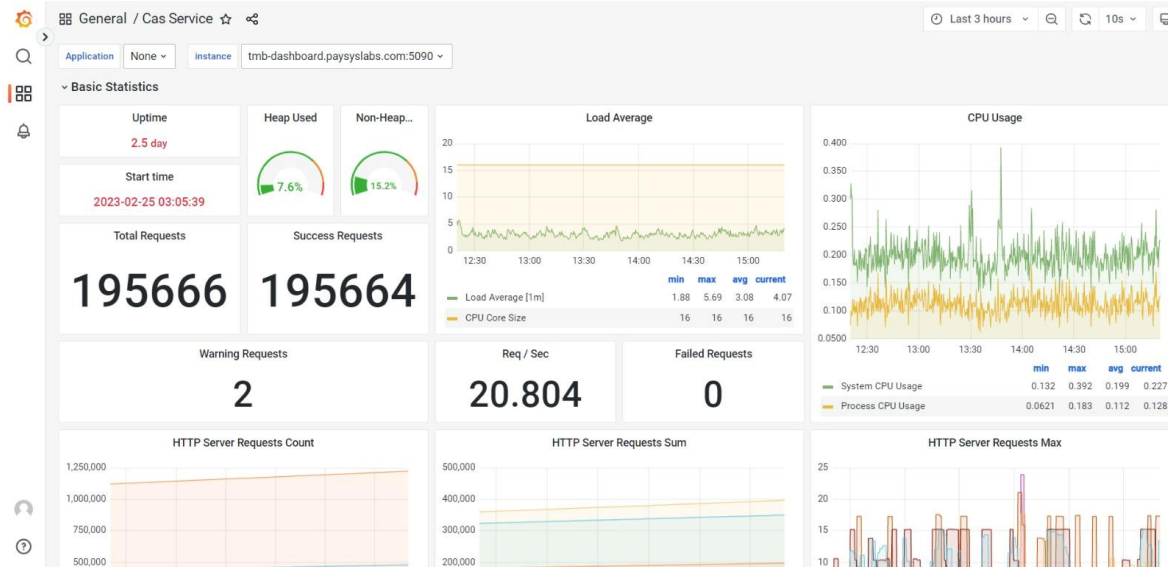 General / Cas Service
Last 3 hours
10s
Application
None
instance
tmb-dashboard.paysyslabs.com:5090
Basic Statistics
Uptime
2.5 day
Start time
2023-02-25 03:05:39
Heap Used
7.6%
Non-Heap...
15.2%
Total Requests
195666
Success Requests
195664
Load Average
20
15
10
5
0
12:30 13:00 13:30 14:00 14:30 15:00
min max avg current
Load Average [1m] 1.88 5.69 3.08 4.07
CPU Core Size 16 16 16 16
CPU Usage
0.400
0.350
0.300
0.250
0.200
0.150
0.100
0.0500
12:30 13:00 13:30 14:00 14:30 15:00
min max avg current
System CPU Usage 0.132 0.392 0.199 0.227
Process CPU Usage 0.0621 0.183 0.112 0.128
Warning Requests
2
Req / Sec
20.804
Failed Requests
0
HTTP Server Requests Count
1,250,000
1,000,000
750,000
500,000
HTTP Server Requests Sum
500,000
400,000
300,000
200,000
HTTP Server Requests Max
25
20
15
10